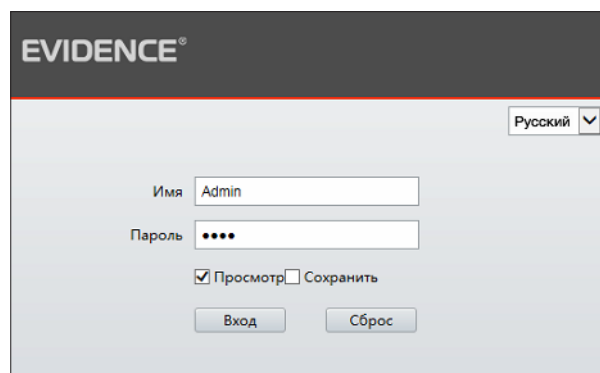 EVIDENCE®
Русский
Имя Admin
Пароль ••••
Просмотр Сохранить
Вход Сброс